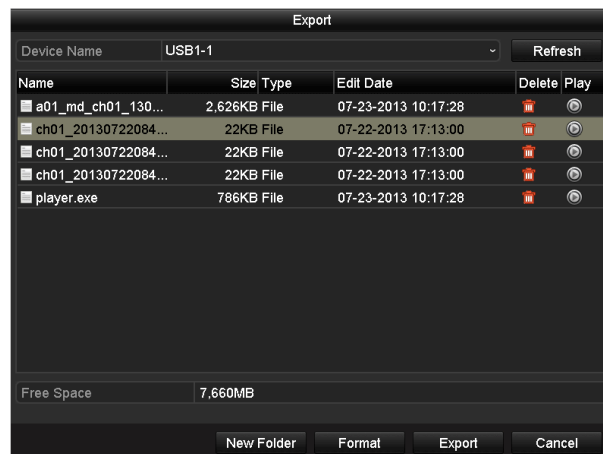 Export
Device Name USB1-1 Refresh
Name Size Type Edit Date Delete Play
a01_md_ch01_130... 2,626KB File 07-23-2013 10:17:28
ch01_20130722084... 22KB File 07-22-2013 17:13:00
ch01_20130722084... 22KB File 07-22-2013 17:13:00
ch01_20130722084... 22KB File 07-22-2013 17:13:00
player.exe 786KB File 07-23-2013 10:17:28
Free Space 7,660MB
New Folder Format Export Cancel